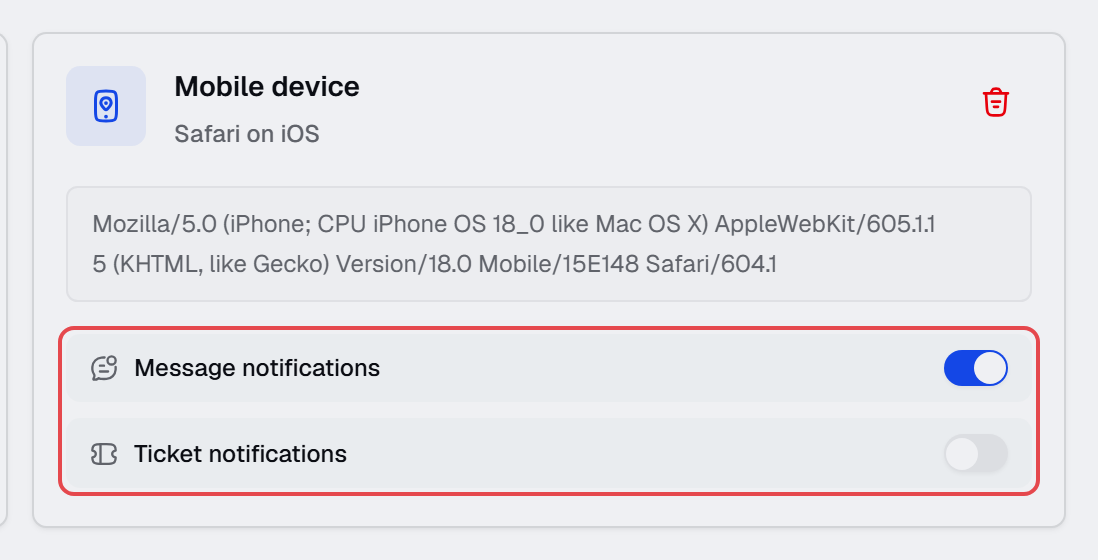 Mobile device
Safari on iOS
Mozilla/5.0 (iPhone; CPU iPhone OS 18_0 like Mac OS X) AppleWebKit/605.1.1
5 (KHTML, like Gecko) Version/18.0 Mobile/15E148 Safari/604.1
Message notifications
Ticket notifications